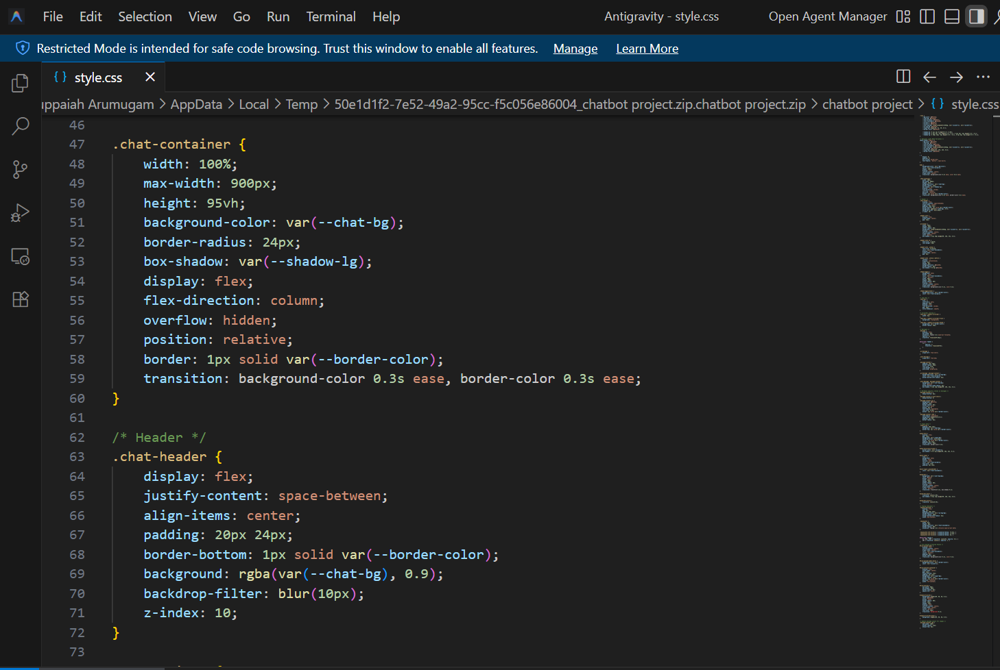 File Edit Selection View Go Run Terminal Help Antigravity - style.css Open Agent Manager
Restricted Mode is intended for safe code browsing. Trust this window to enable all features. Manage Learn More
{} style.css
uppaiah Arumugam > AppData > Local > Temp > 50e1d1f2-7e52-49a2-95cc-f5c056e86004_chatbot project.zip.chatbot project.zip > chatbot project > {} style.css
46
47 .chat-container {
48     width: 100%;
49     max-width: 900px;
50     height: 95vh;
51     background-color: var(--chat-bg);
52     border-radius: 24px;
53     box-shadow: var(--shadow-lg);
54     display: flex;
55     flex-direction: column;
56     overflow: hidden;
57     position: relative;
58     border: 1px solid var(--border-color);
59     transition: background-color 0.3s ease, border-color 0.3s ease;
60 }
61
62 /* Header */
63 .chat-header {
64     display: flex;
65     justify-content: space-between;
66     align-items: center;
67     padding: 20px 24px;
68     border-bottom: 1px solid var(--border-color);
69     background: rgba(var(--chat-bg), 0.9);
70     backdrop-filter: blur(10px);
71     z-index: 10;
72 }
73